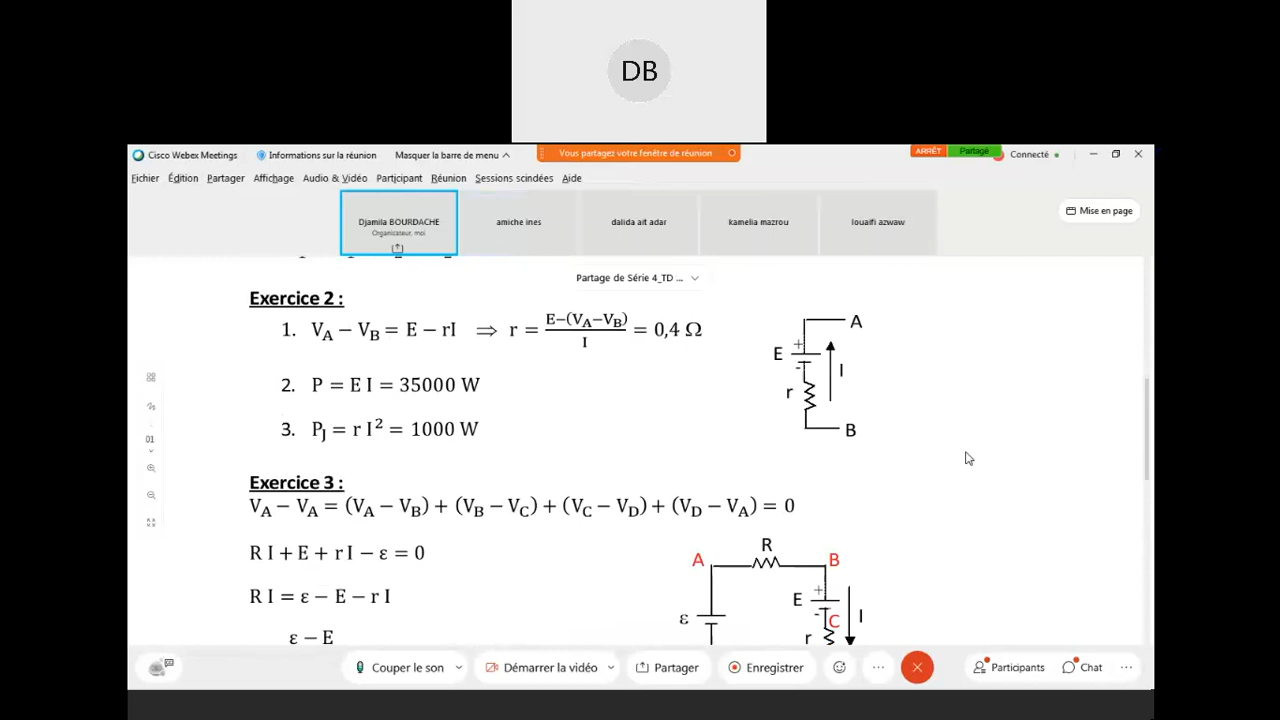 DB
Cisco Webex Meetings
Informations sur la réunion
Masquer la barre de menu
Vous partagez votre fenêtre de réunion
ARRÊT
Partagé
Connecté
Fichier Édition Partager Affichage Audio & Vidéo Participant Réunion Sessions scindées Aide
Djamila BOURDACHE
Organisateur, moi
amiche ines
dalida ait adar
kamelia mazrou
louaifi azwaw
Mise en page
Partage de Série 4_TD ...
Exercice 2 :
1. V_A − V_B = E − rI ⟹ r = (E−(V_A−V_B))/I = 0,4 Ω
2. P = E I = 35000 W
3. P_J = r I² = 1000 W
A
E
+
-
I
r
B
01
Exercice 3 :
V_A − V_A = (V_A − V_B) + (V_B − V_C) + (V_C − V_D) + (V_D − V_A) = 0
R I + E + r I − ε = 0
R I = ε − E − r I
ε − E
R
A
B
E
+
-
C
I
ε
r
Couper le son
Démarrer la vidéo
Partager
Enregistrer
Participants
Chat